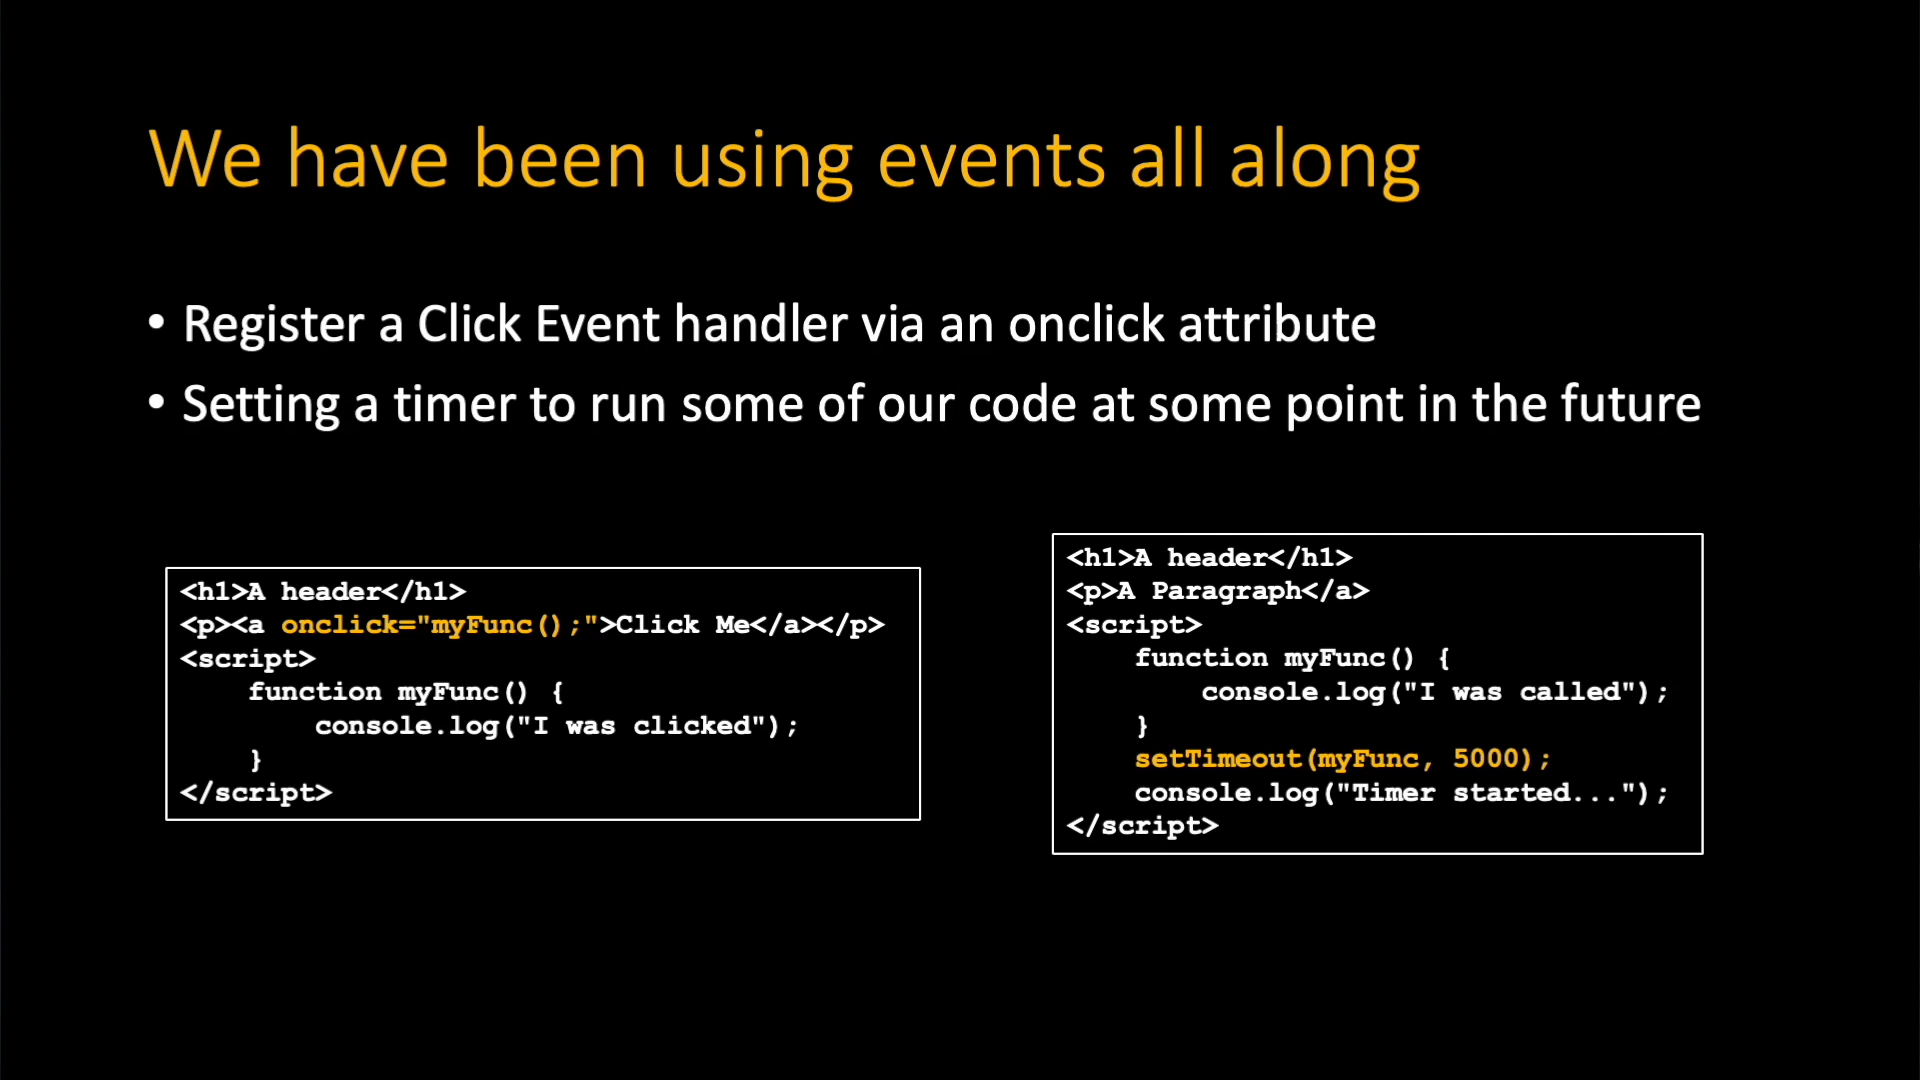 We have been using events all along
• Register a Click Event handler via an onclick attribute
• Setting a timer to run some of our code at some point in the future
<h1>A header</h1>
<p><a onclick="myFunc();">Click Me</a></p>
<script>
    function myFunc() {
        console.log("I was clicked");
    }
</script>
<h1>A header</h1>
<p>A Paragraph</a>
<script>
    function myFunc() {
        console.log("I was called");
    }
    setTimeout(myFunc, 5000);
    console.log("Timer started...");
</script>